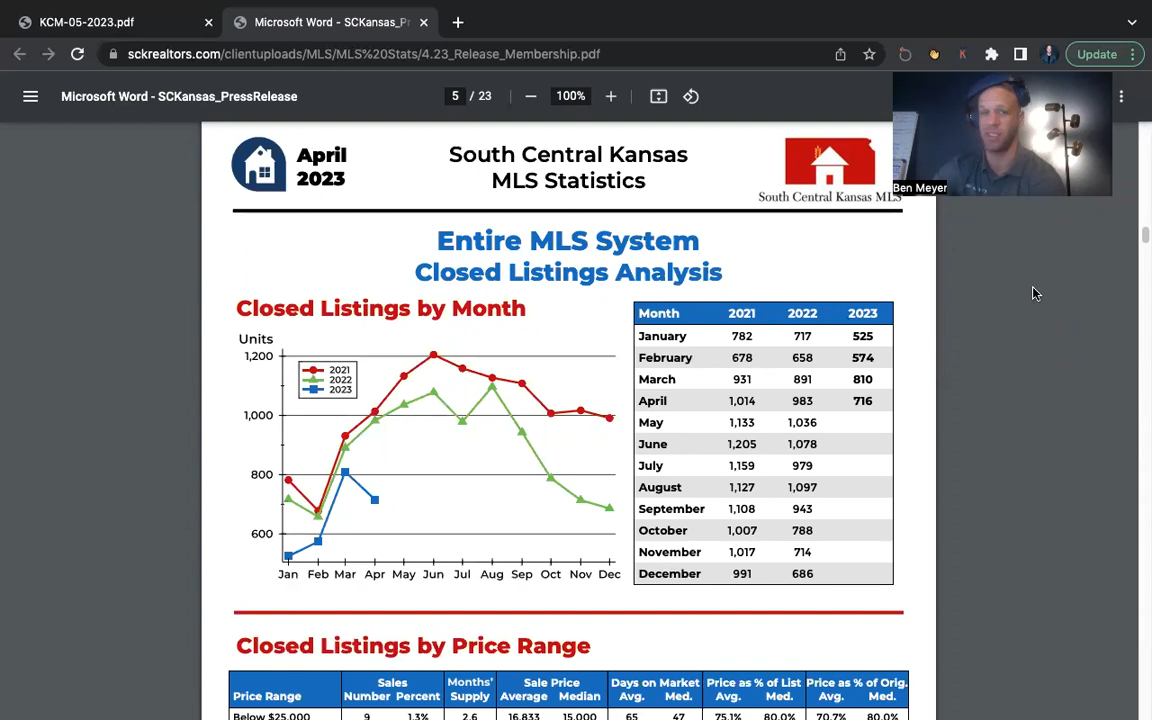 KCM-05-2023.pdf
Microsoft Word - SCKansas_Pr
sckrealtors.com/clientuploads/MLS/MLS%20Stats/4.23_Release_Membership.pdf
K
Update
Microsoft Word - SCKansas_PressRelease
5 / 23
100%
Ben Meyer
April
2023
South Central Kansas
MLS Statistics
South Central Kansas MLS
Entire MLS System
Closed Listings Analysis
Closed Listings by Month
Units
1,200
1,000
800
600
2021
2022
2023
Jan Feb Mar Apr May Jun Jul Aug Sep Oct Nov Dec
Month 2021 2022 2023
January 782 717 525
February 678 658 574
March 931 891 810
April 1,014 983 716
May 1,133 1,036
June 1,205 1,078
July 1,159 979
August 1,127 1,097
September 1,108 943
October 1,007 788
November 1,017 714
December 991 686
Closed Listings by Price Range
Sales Months' Sale Price Days on Market Price as % of List Price as % of Orig.
Price Range Number Percent Supply Average Median Avg. Med. Avg. Med. Avg. Med.
Below $25,000 9 1.3% 2.6 16,833 15,000 65 47 75.1% 80.0% 70.7% 80.0%